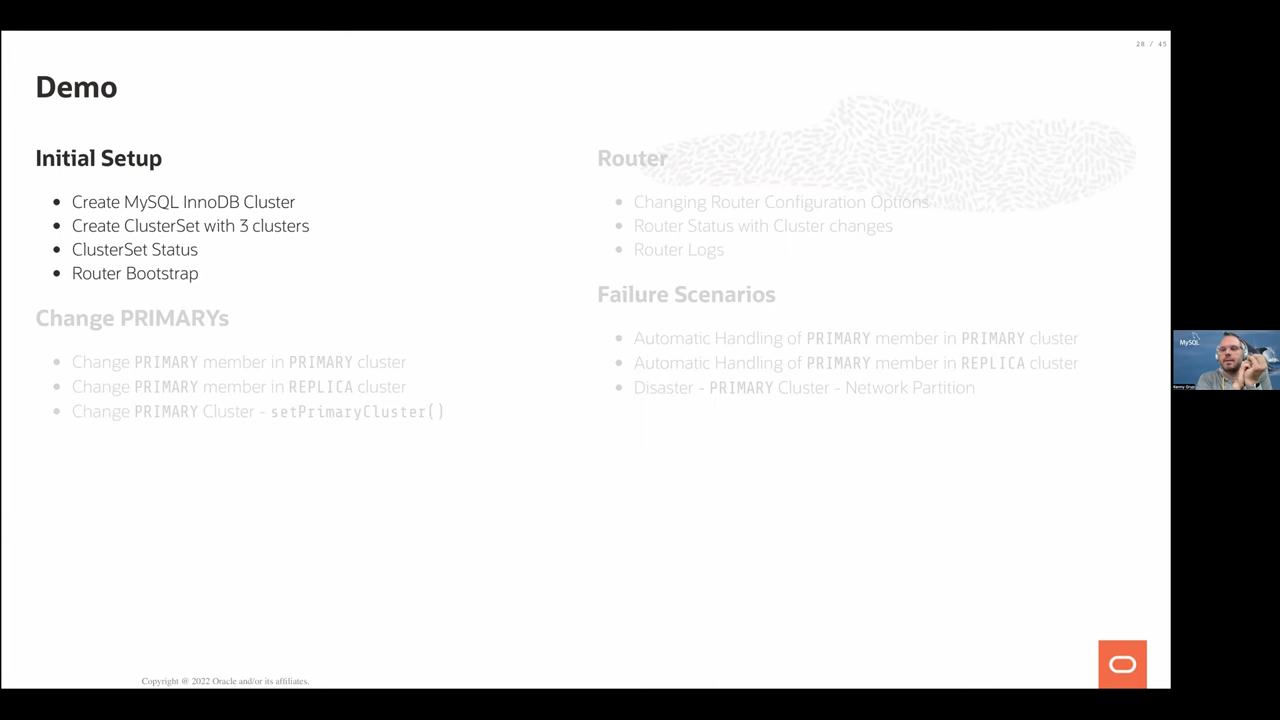 28 / 45
Demo
Initial Setup
Create MySQL InnoDB Cluster
Create ClusterSet with 3 clusters
ClusterSet Status
Router Bootstrap
Change PRIMARYs
Change PRIMARY member in PRIMARY cluster
Change PRIMARY member in REPLICA cluster
Change PRIMARY Cluster - setPrimaryCluster()
Router
Changing Router Configuration Options
Router Status with Cluster changes
Router Logs
Failure Scenarios
Automatic Handling of PRIMARY member in PRIMARY cluster
Automatic Handling of PRIMARY member in REPLICA cluster
Disaster - PRIMARY Cluster - Network Partition
MySQL
Copyright @ 2022 Oracle and/or its affiliates.